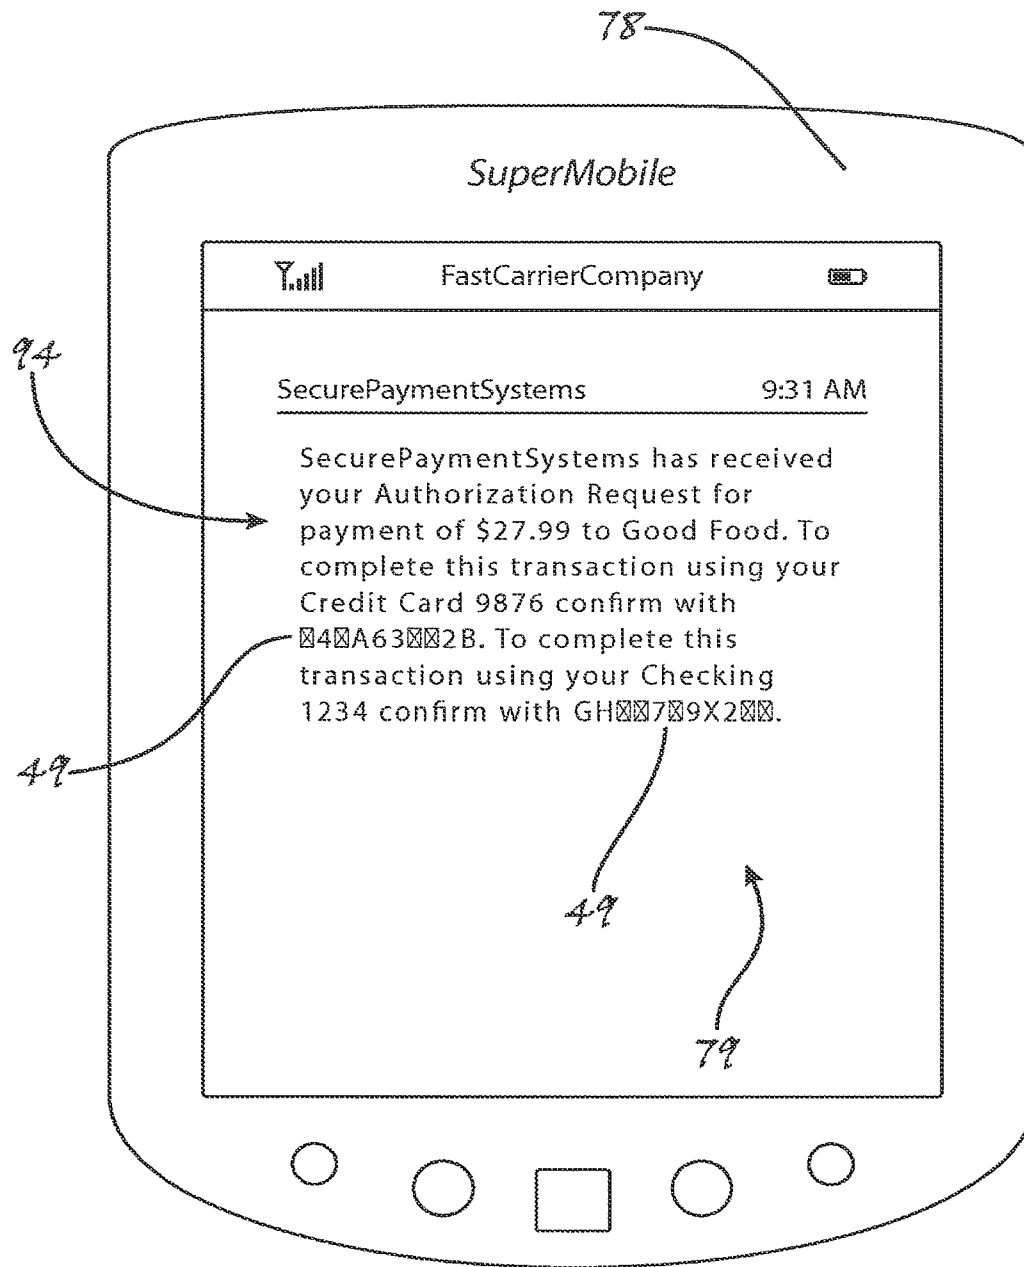 78
SuperMobile
FastCarrierCompany
94
SecurePaymentSystems 9:31 AM
SecurePaymentSystems has received
your Authorization Request for
payment of $27.99 to Good Food. To
complete this transaction using your
Credit Card 9876 confirm with
☒4☒A63☒☒2B. To complete this
transaction using your Checking
1234 confirm with GH☒☒7☒9X2☒☒.
49
49
79